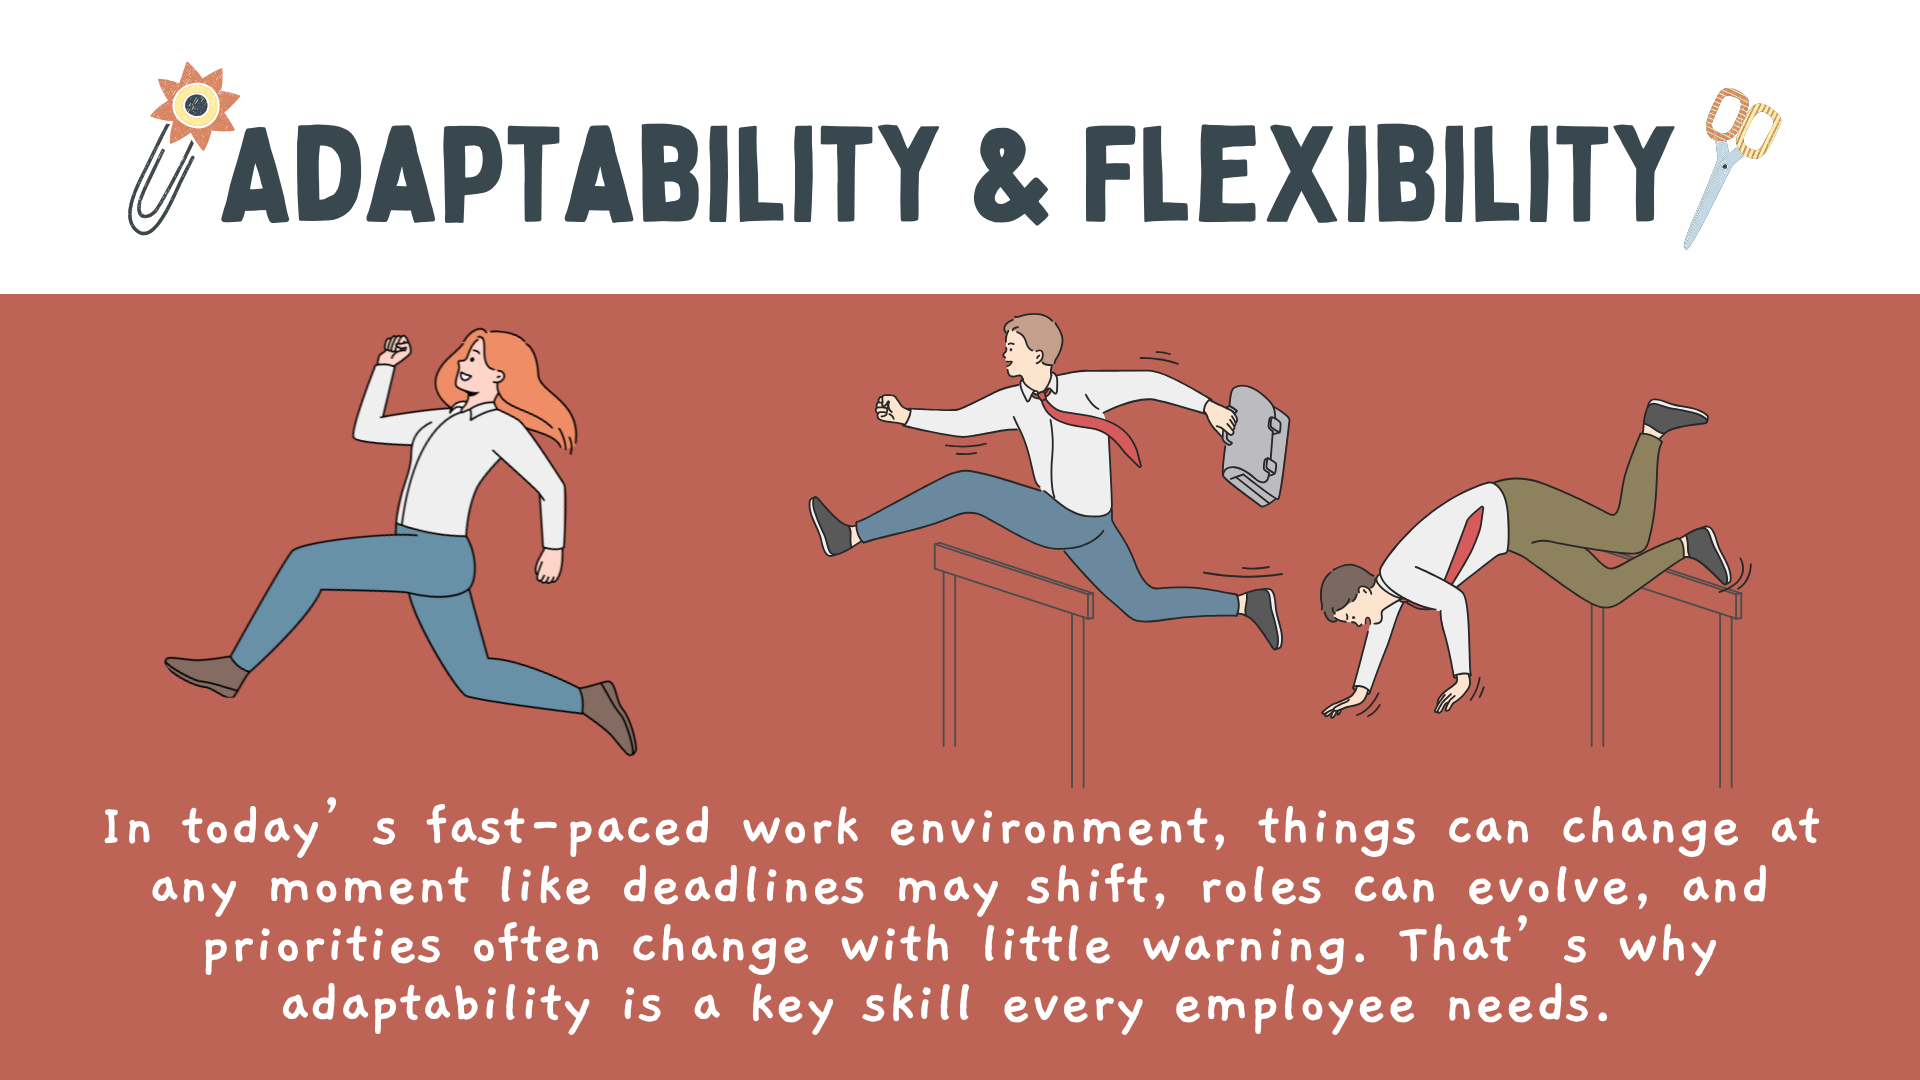 ADAPTABILITY & FLEXIBILITY
In today's fast-paced work environment, things can change at
any moment like deadlines may shift, roles can evolve, and
priorities often change with little warning. That's why
adaptability is a key skill every employee needs.